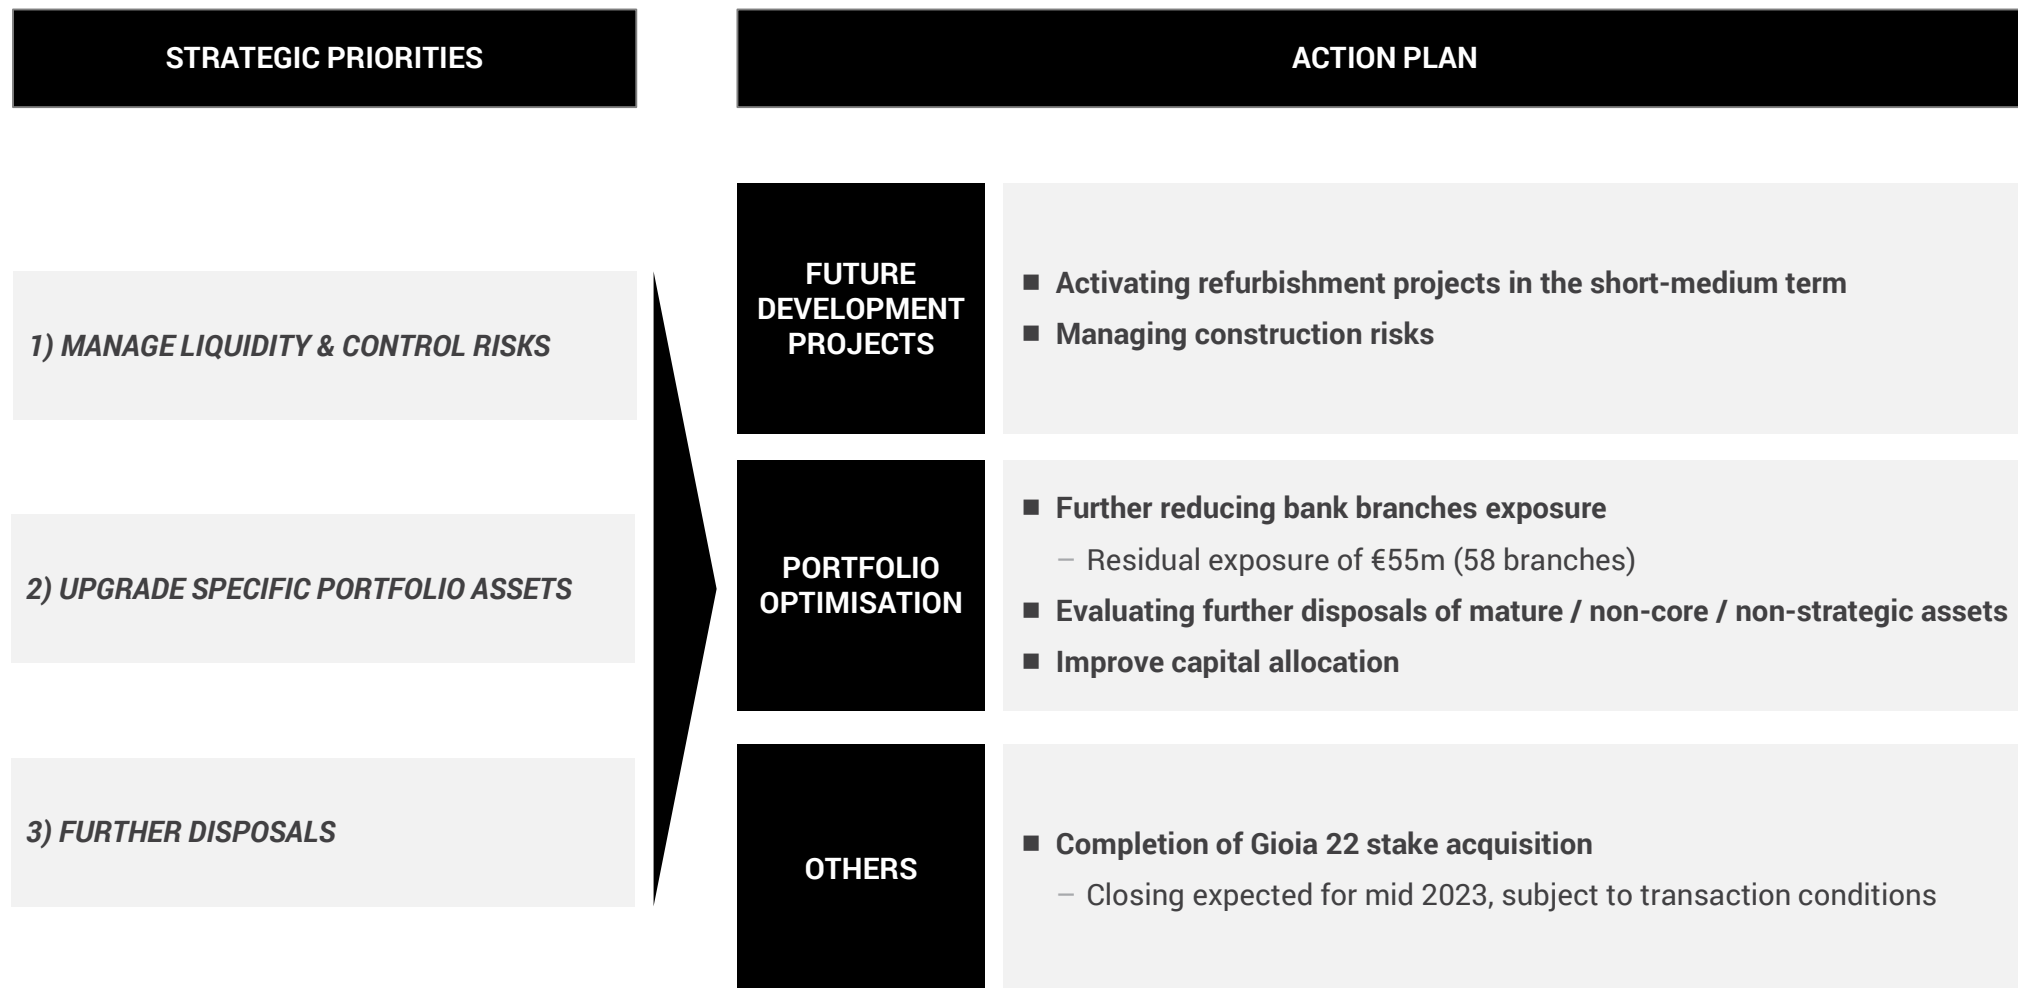 STRATEGIC PRIORITIES
ACTION PLAN
1) MANAGE LIQUIDITY & CONTROL RISKS
2) UPGRADE SPECIFIC PORTFOLIO ASSETS
3) FURTHER DISPOSALS
FUTURE
DEVELOPMENT
PROJECTS
■ Activating refurbishment projects in the short-medium term
■ Managing construction risks
PORTFOLIO
OPTIMISATION
■ Further reducing bank branches exposure
– Residual exposure of €55m (58 branches)
■ Evaluating further disposals of mature / non-core / non-strategic assets
■ Improve capital allocation
OTHERS
■ Completion of Gioia 22 stake acquisition
– Closing expected for mid 2023, subject to transaction conditions